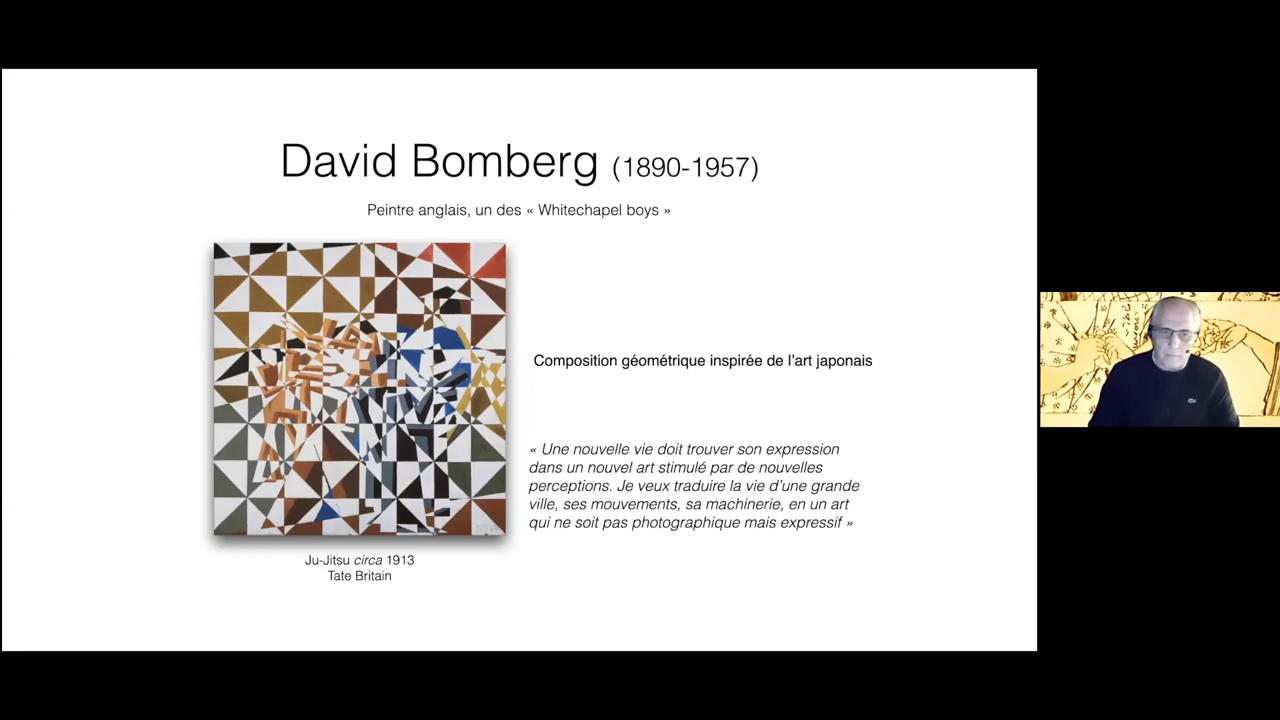 David Bomberg (1890-1957)
Peintre anglais, un des « Whitechapel boys »
Composition géométrique inspirée de l'art japonais
« Une nouvelle vie doit trouver son expression
dans un nouvel art stimulé par de nouvelles
perceptions. Je veux traduire la vie d'une grande
ville, ses mouvements, sa machinerie, en un art
qui ne soit pas photographique mais expressif »
Ju-Jitsu circa 1913
Tate Britain